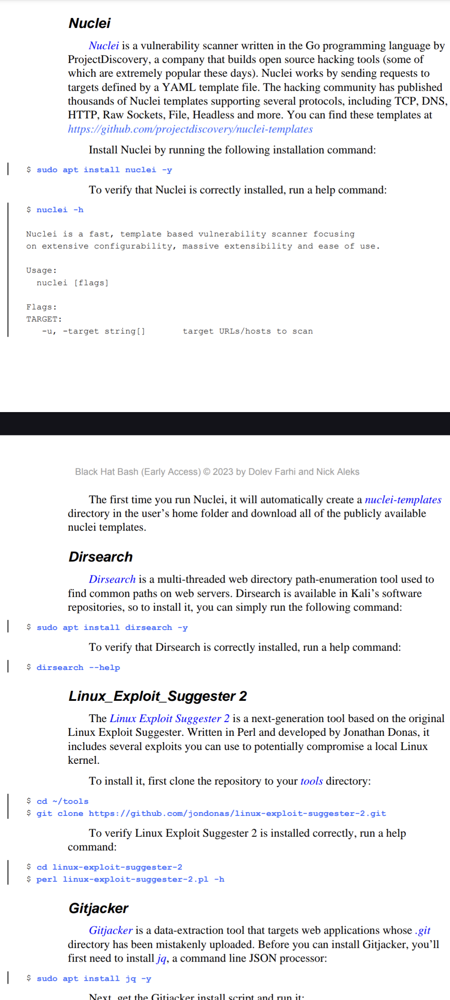 Nuclei
Nuclei is a vulnerability scanner written in the Go programming language by
ProjectDiscovery, a company that builds open source hacking tools (some of
which are extremely popular these days). Nuclei works by sending requests to
targets defined by a YAML template file. The hacking community has published
thousands of Nuclei templates supporting several protocols, including TCP, DNS,
HTTP, Raw Sockets, File, Headless and more. You can find these templates at
https://github.com/projectdiscovery/nuclei-templates
Install Nuclei by running the following installation command:
$ sudo apt install nuclei -y
To verify that Nuclei is correctly installed, run a help command:
$ nuclei -h
Nuclei is a fast, template based vulnerability scanner focusing
on extensive configurability, massive extensibility and ease of use.
Usage:
nuclei [flags]
Flags:
TARGET:
-u, -target string[] target URLs/hosts to scan
Black Hat Bash (Early Access) © 2023 by Dolev Farhi and Nick Aleks
The first time you run Nuclei, it will automatically create a nuclei-templates
directory in the user’s home folder and download all of the publicly available
nuclei templates.
Dirsearch
Dirsearch is a multi-threaded web directory path-enumeration tool used to
find common paths on web servers. Dirsearch is available in Kali’s software
repositories, so to install it, you can simply run the following command:
$ sudo apt install dirsearch -y
To verify that Dirsearch is correctly installed, run a help command:
$ dirsearch --help
Linux_Exploit_Suggester 2
The Linux Exploit Suggester 2 is a next-generation tool based on the original
Linux Exploit Suggester. Written in Perl and developed by Jonathan Donas, it
includes several exploits you can use to potentially compromise a local Linux
kernel.
To install it, first clone the repository to your tools directory:
$ cd ~/tools
$ git clone https://github.com/jondonas/linux-exploit-suggester-2.git
To verify Linux Exploit Suggester 2 is installed correctly, run a help
command:
$ cd linux-exploit-suggester-2
$ perl linux-exploit-suggester-2.pl -h
Gitjacker
Gitjacker is a data-extraction tool that targets web applications whose .git
directory has been mistakenly uploaded. Before you can install Gitjacker, you’ll
first need to install jq, a command line JSON processor:
$ sudo apt install jq -y
Next, get the Gitjacker install script and run it: